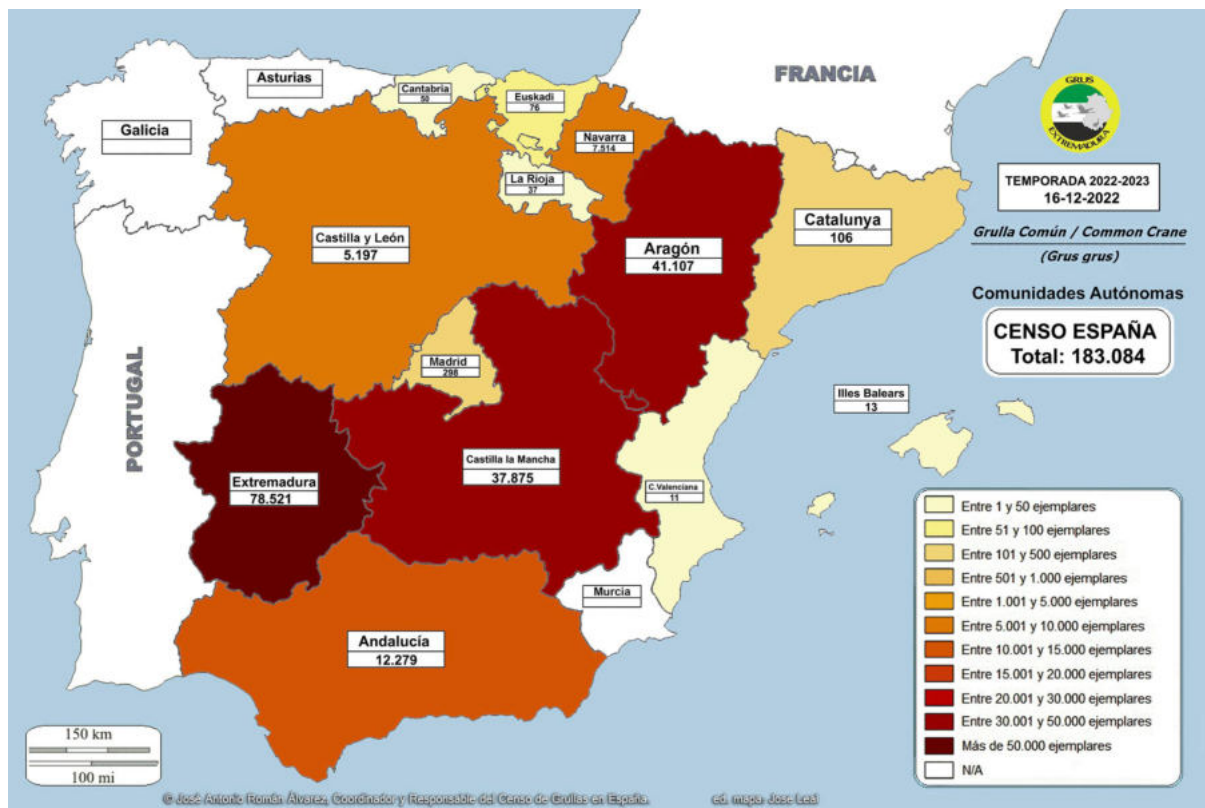 FRANCIA
GRUS
EXTREMADURA
TEMPORADA 2022-2023
16-12-2022
Grulla Común / Common Crane
(Grus grus)
Comunidades Autónomas
CENSO ESPAÑA
Total: 183.084
Asturias
Cantabria
50
Euskadi
76
Galicia
Navarra
7.514
La Rioja
37
Castilla y León
5.197
Aragón
41.107
Catalunya
106
Madrid
298
Illes Balears
13
PORTUGAL
Castilla la Mancha
37.875
Extremadura
78.521
C.Valenciana
11
Murcia
Andalucía
12.279
Entre 1 y 50 ejemplares
Entre 51 y 100 ejemplares
Entre 101 y 500 ejemplares
Entre 501 y 1.000 ejemplares
Entre 1.001 y 5.000 ejemplares
Entre 5.001 y 10.000 ejemplares
Entre 10.001 y 15.000 ejemplares
Entre 15.001 y 20.000 ejemplares
Entre 20.001 y 30.000 ejemplares
Entre 30.001 y 50.000 ejemplares
Más de 50.000 ejemplares
N/A
150 km
100 mi
© José Antonio Román Álvarez, Coordinador y Responsable del Censo de Grullas en España.
ed. mapa: Jose Leal